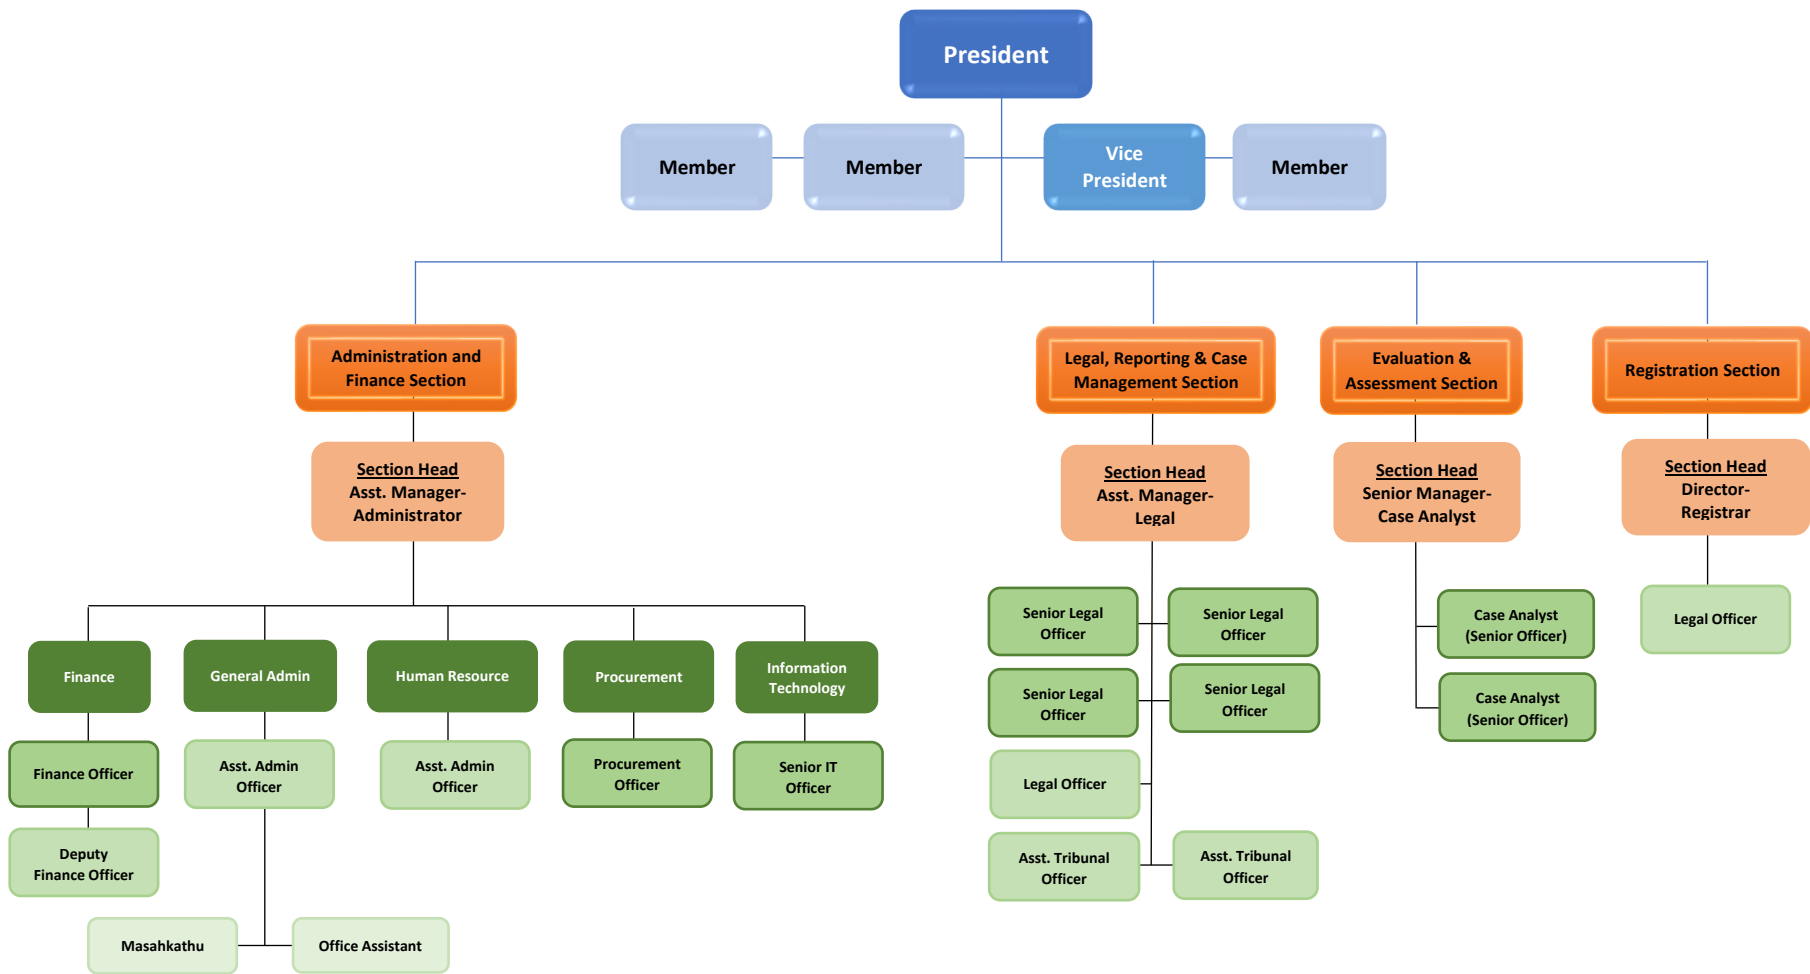 President
Member
Member
Vice
President
Member
Administration and
Finance Section
Legal, Reporting & Case
Management Section
Evaluation &
Assessment Section
Registration Section
Section Head
Asst. Manager-
Administrator
Section Head
Asst. Manager-
Legal
Section Head
Senior Manager-
Case Analyst
Section Head
Director-
Registrar
Finance
General Admin
Human Resource
Procurement
Information
Technology
Finance Officer
Asst. Admin
Officer
Asst. Admin
Officer
Procurement
Officer
Senior IT
Officer
Deputy
Finance Officer
Masahkathu
Office Assistant
Senior Legal
Officer
Senior Legal
Officer
Senior Legal
Officer
Senior Legal
Officer
Legal Officer
Asst. Tribunal
Officer
Asst. Tribunal
Officer
Case Analyst
(Senior Officer)
Case Analyst
(Senior Officer)
Legal Officer